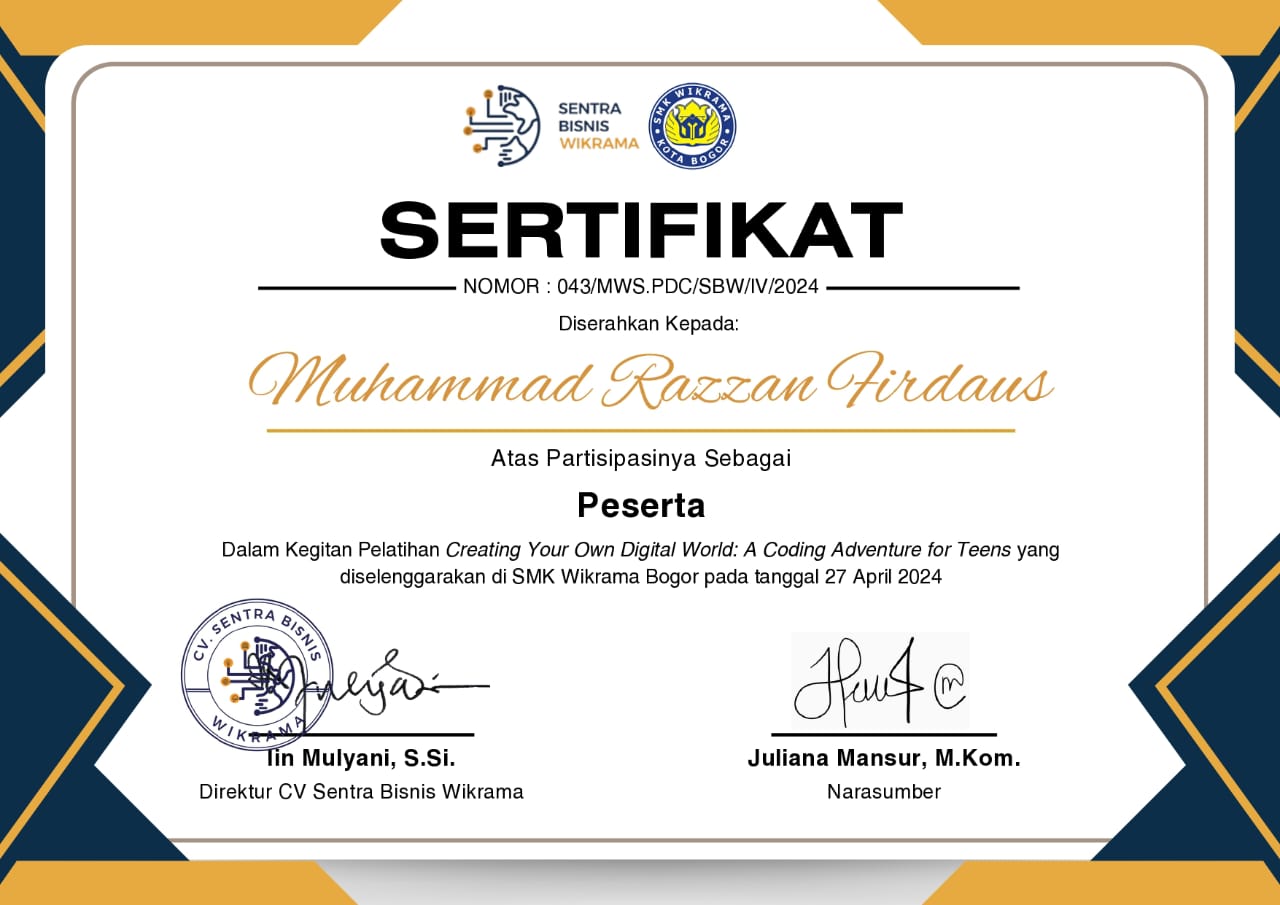 SENTRA
BISNIS
WIKRAMA
SMK WIKRAMA
KOTA BOGOR
SERTIFIKAT
NOMOR : 043/MWS.PDC/SBW/IV/2024
Diserahkan Kepada:
Muhammad Razzan Firdaus
Atas Partisipasinya Sebagai
Peserta
Dalam Kegitan Pelatihan Creating Your Own Digital World: A Coding Adventure for Teens yang
diselenggarakan di SMK Wikrama Bogor pada tanggal 27 April 2024
CV. SENTRA BISNIS
WIKRAMA
Iin Mulyani, S.Si.
Direktur CV Sentra Bisnis Wikrama
Juliana Mansur, M.Kom.
Narasumber